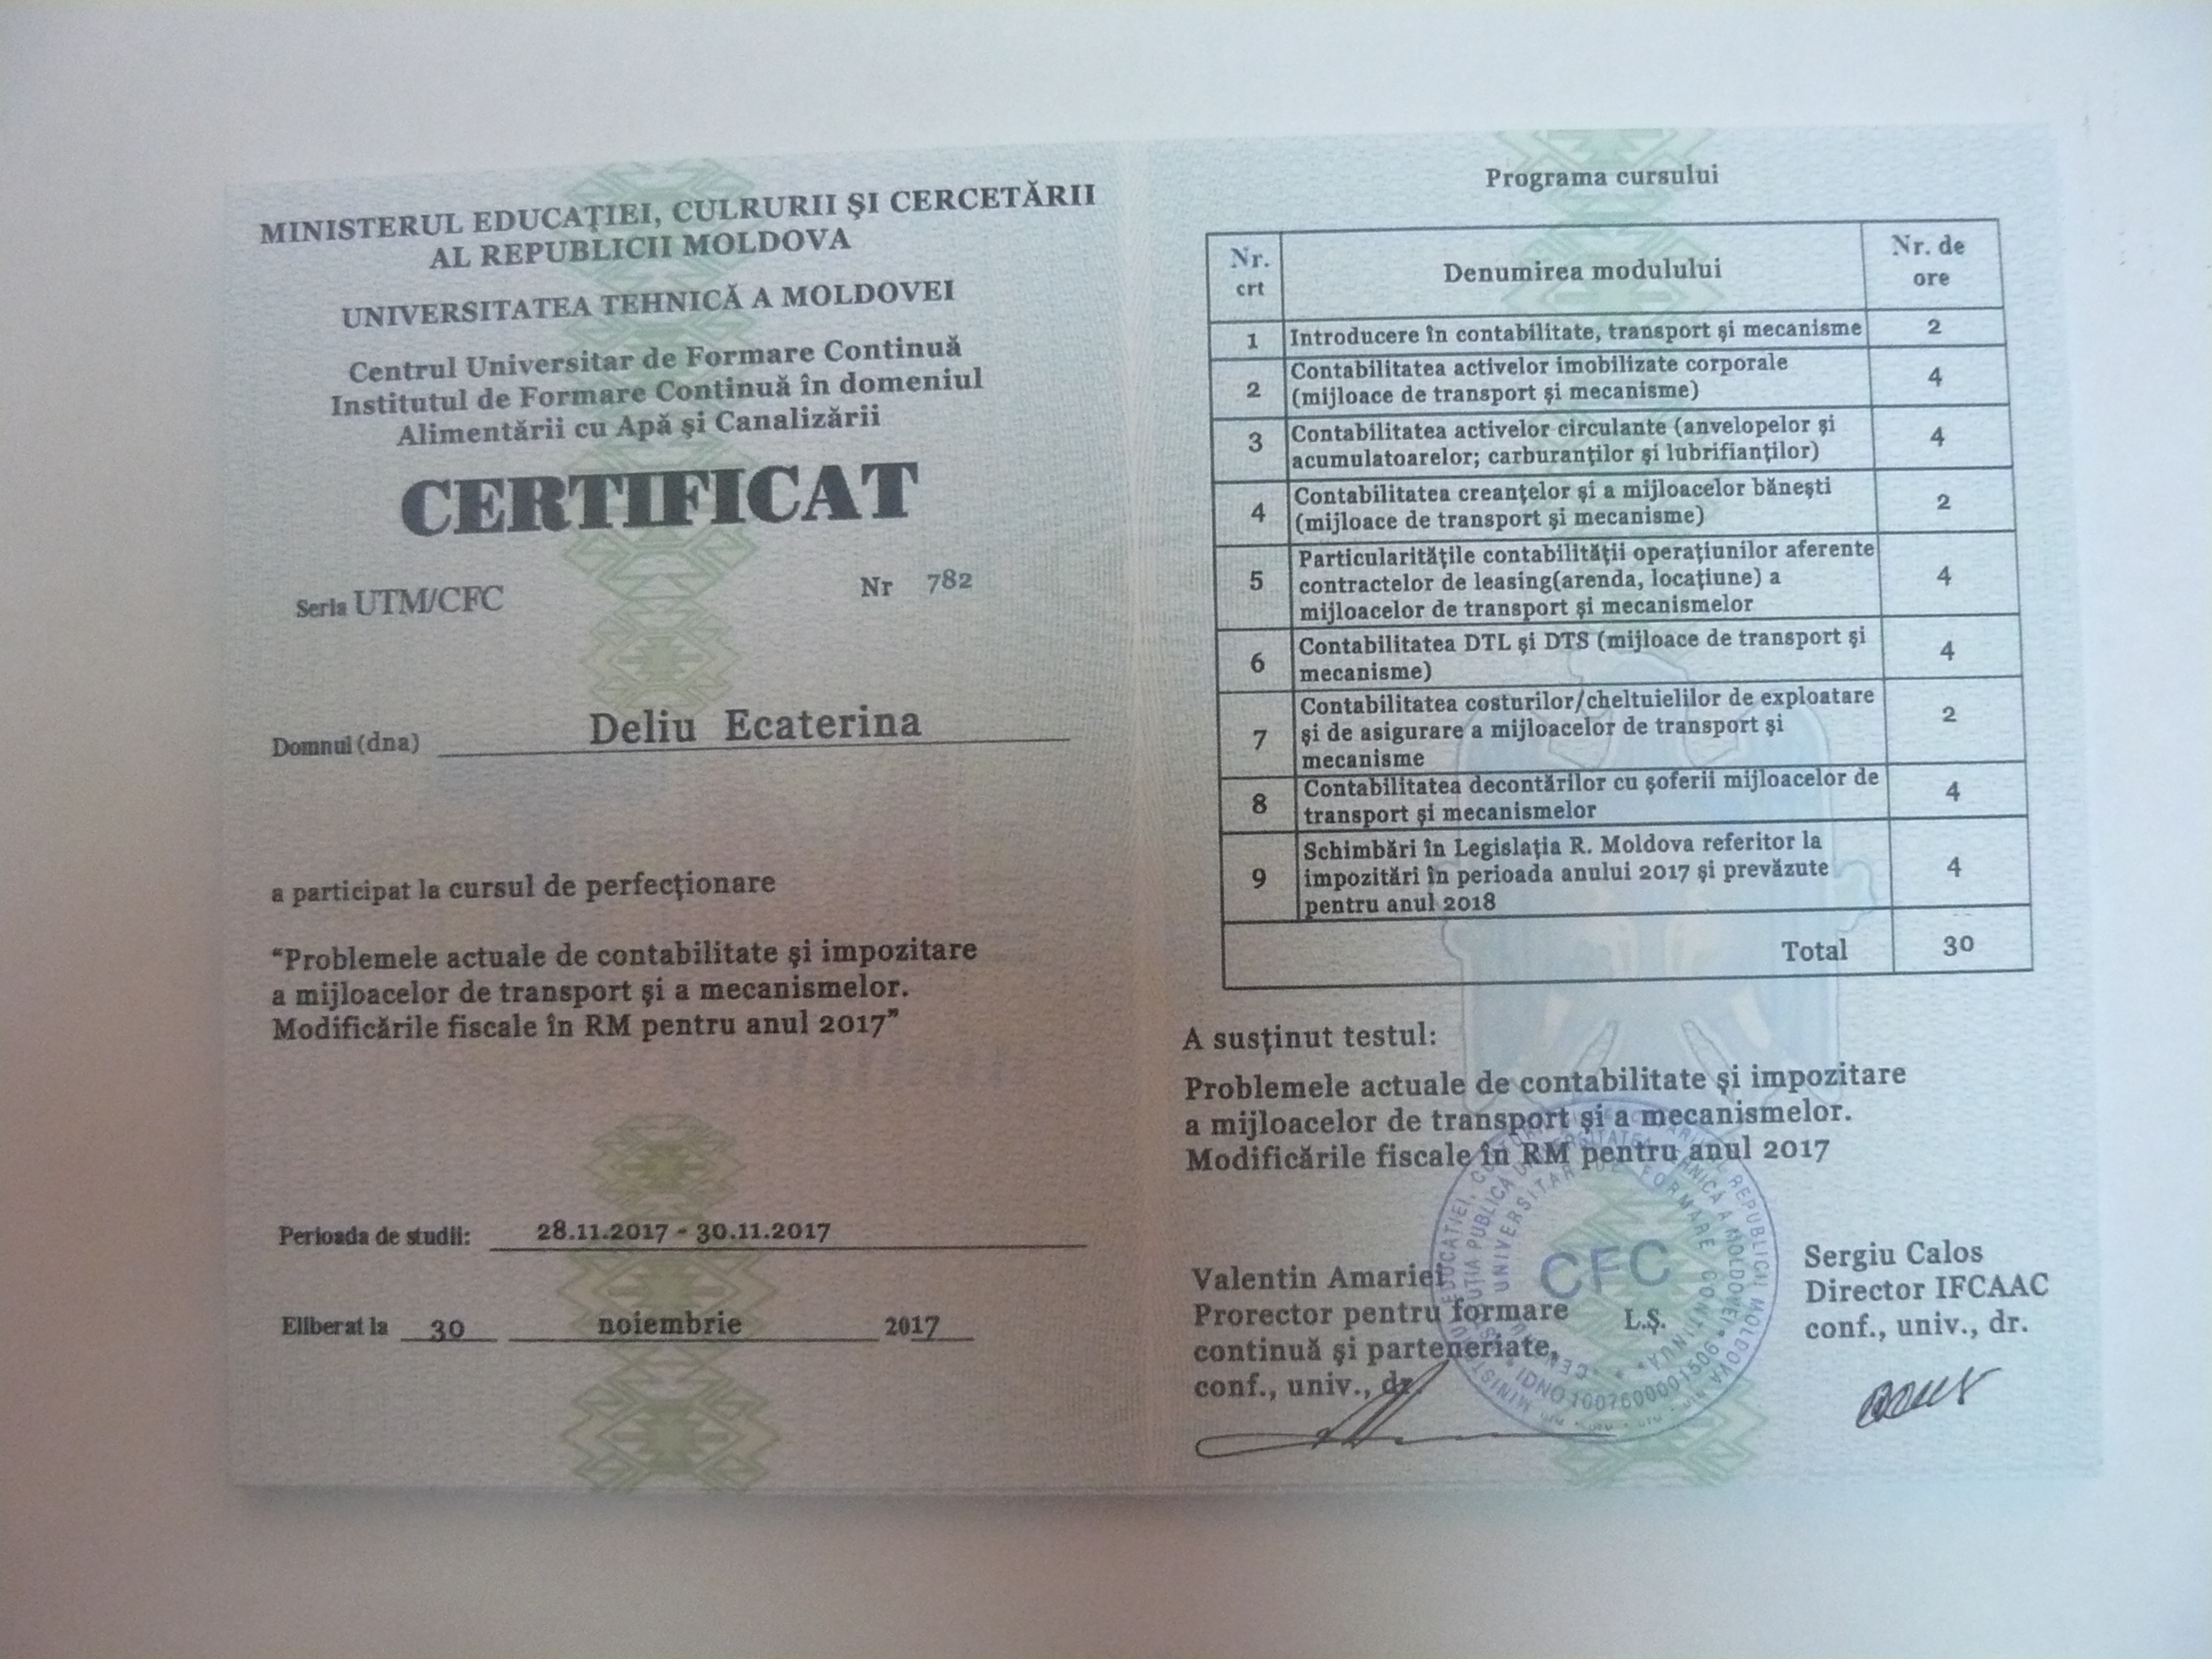 MINISTERUL EDUCAŢIEI, CULRURII ŞI CERCETĂRII
AL REPUBLICII MOLDOVA
UNIVERSITATEA TEHNICĂ A MOLDOVEI
Centrul Universitar de Formare Continuă
Institutul de Formare Continuă în domeniul
Alimentării cu Apă şi Canalizării
CERTIFICAT
Seria UTM/CFC Nr 782
Domnul (dna) Deliu Ecaterina
a participat la cursul de perfecţionare
“Problemele actuale de contabilitate şi impozitare
a mijloacelor de transport şi a mecanismelor.
Modificările fiscale în RM pentru anul 2017”
Perioada de studii: 28.11.2017 - 30.11.2017
Eliberat la 30 noiembrie 2017
Programa cursului
Nr. crt Denumirea modulului Nr. de ore
1 Introducere în contabilitate, transport şi mecanisme 2
2 Contabilitatea activelor imobilizate corporale
(mijloace de transport şi mecanisme) 4
3 Contabilitatea activelor circulante (anvelopelor şi
acumulatoarelor; carburanţilor şi lubrifianţilor) 4
4 Contabilitatea creanţelor şi a mijloacelor băneşti
(mijloace de transport şi mecanisme) 2
5 Particularităţile contabilităţii operaţiunilor aferente
contractelor de leasing(arenda, locaţiune) a
mijloacelor de transport şi mecanismelor 4
6 Contabilitatea DTL şi DTS (mijloace de transport şi
mecanisme) 4
7 Contabilitatea costurilor/cheltuielilor de exploatare
şi de asigurare a mijloacelor de transport şi
mecanisme 2
8 Contabilitatea decontărilor cu şoferii mijloacelor de
transport şi mecanismelor 4
9 Schimbări în Legislaţia R. Moldova referitor la
impozitări în perioada anului 2017 şi prevăzute
pentru anul 2018 4
Total 30
A susţinut testul:
Problemele actuale de contabilitate şi impozitare
a mijloacelor de transport şi a mecanismelor.
Modificările fiscale în RM pentru anul 2017
Valentin Amariei
Prorector pentru formare
continuă şi parteneriate,
conf., univ., dr.
L.Ş.
CFC
UNIVERSITAR DE FORMARE CONTINUĂ
IDNO 1007600001506
Sergiu Calos
Director IFCAAC
conf., univ., dr.